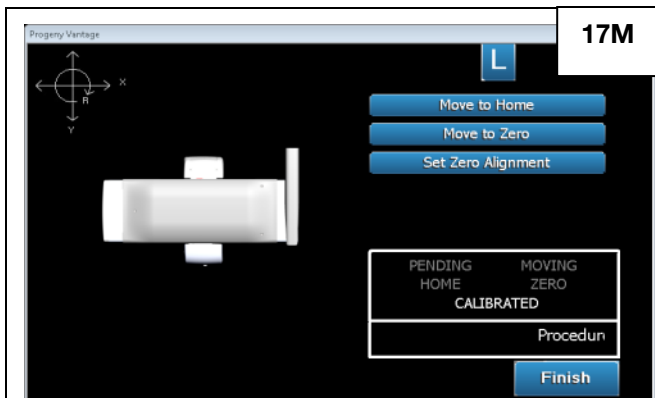 Progeny Vantage
17M
L
X
R
Y
Move to Home
Move to Zero
Set Zero Alignment
PENDING MOVING
HOME ZERO
CALIBRATED
Procedun
Finish